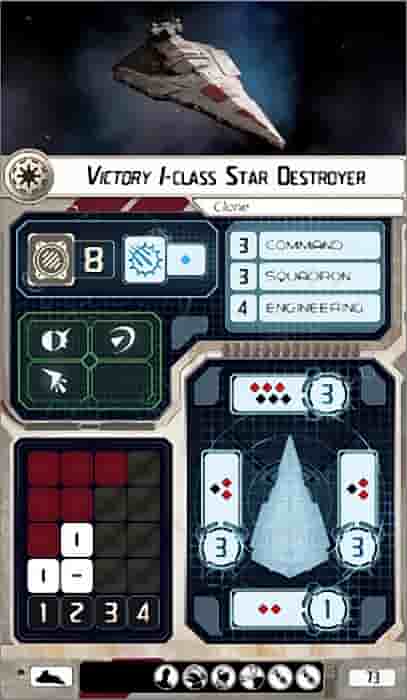 VICTORY I-CLASS STAR DESTROYER
Clone
8
3 COMMAND
3 SQUADRON
4 ENGINEERING
3
3
3
1
1
1 -
1 2 3 4
73